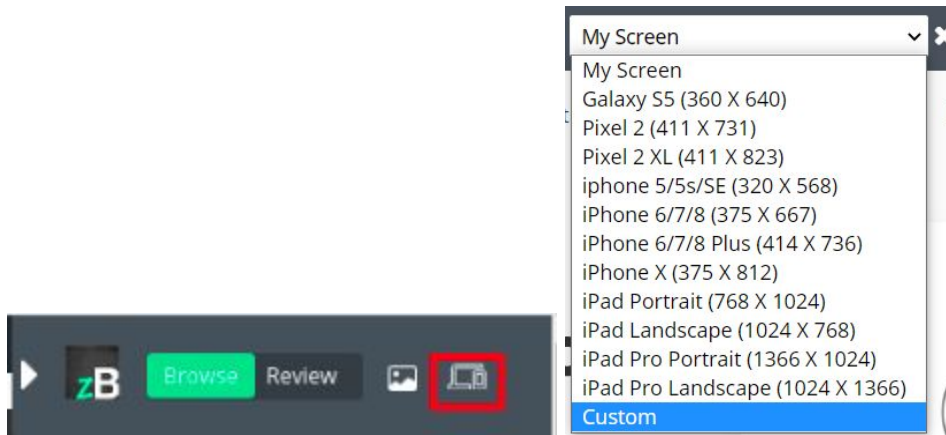 zB
Browse Review
My Screen
My Screen
Galaxy S5 (360 X 640)
Pixel 2 (411 X 731)
Pixel 2 XL (411 X 823)
iphone 5/5s/SE (320 X 568)
iPhone 6/7/8 (375 X 667)
iPhone 6/7/8 Plus (414 X 736)
iPhone X (375 X 812)
iPad Portrait (768 X 1024)
iPad Landscape (1024 X 768)
iPad Pro Portrait (1366 X 1024)
iPad Pro Landscape (1024 X 1366)
Custom